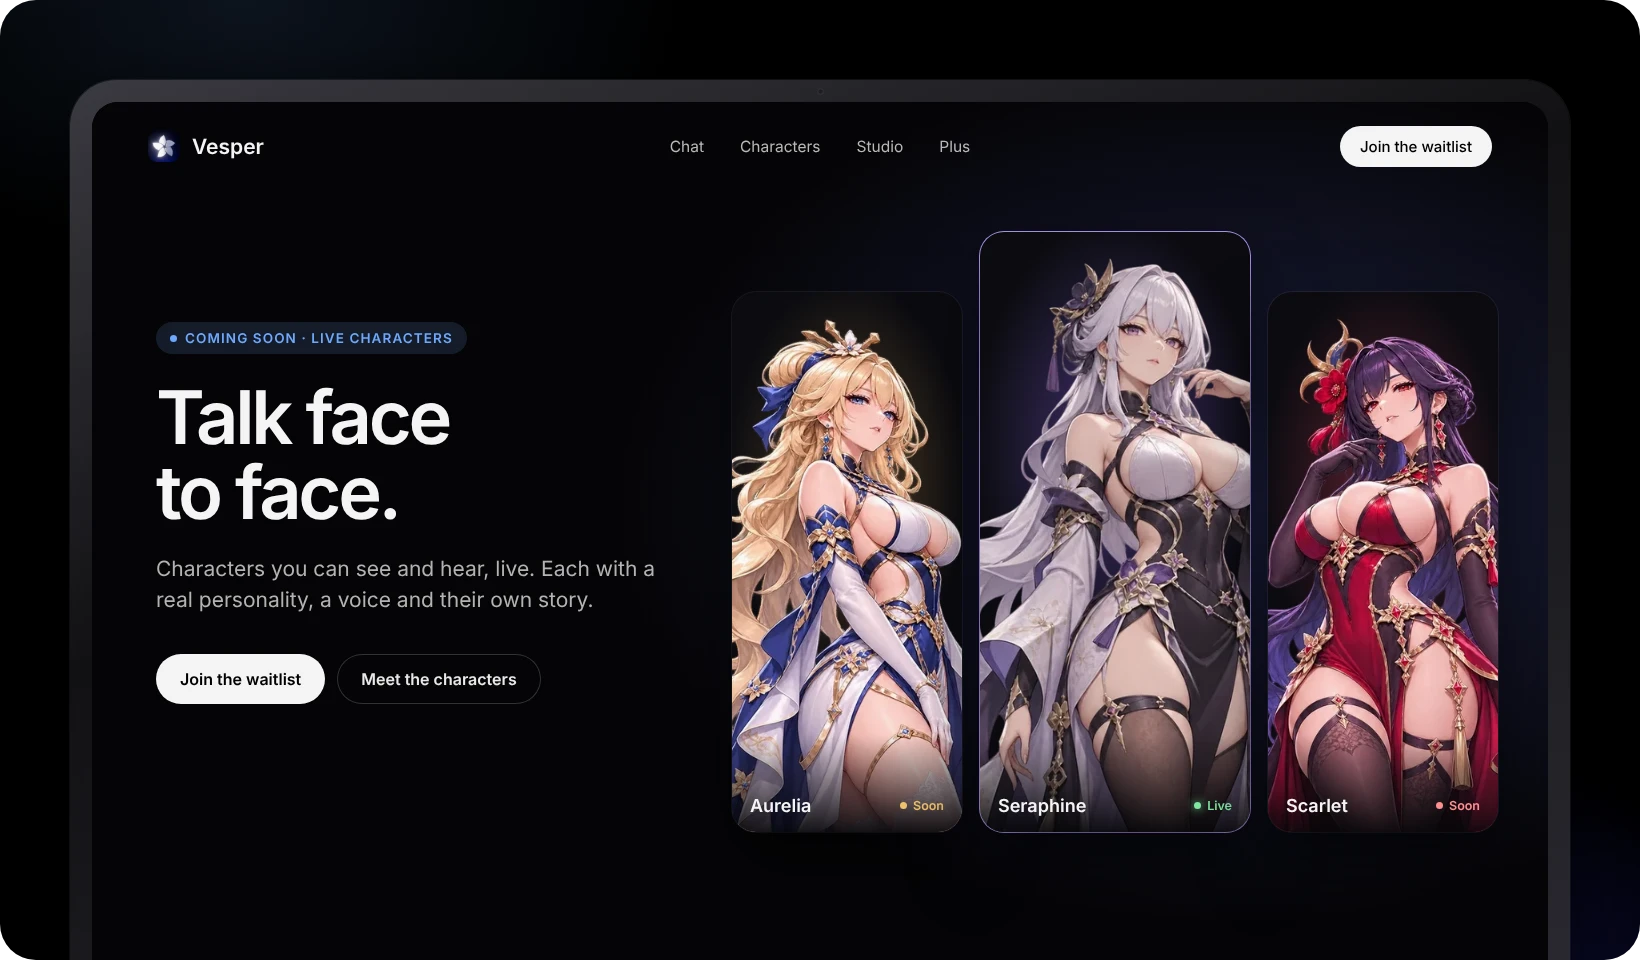 Vesper
Chat
Characters
Studio
Plus
Join the waitlist
COMING SOON · LIVE CHARACTERS
Talk face
to face.
Characters you can see and hear, live. Each with a
real personality, a voice and their own story.
Join the waitlist
Meet the characters
Aurelia
Soon
Seraphine
Live
Scarlet
Soon